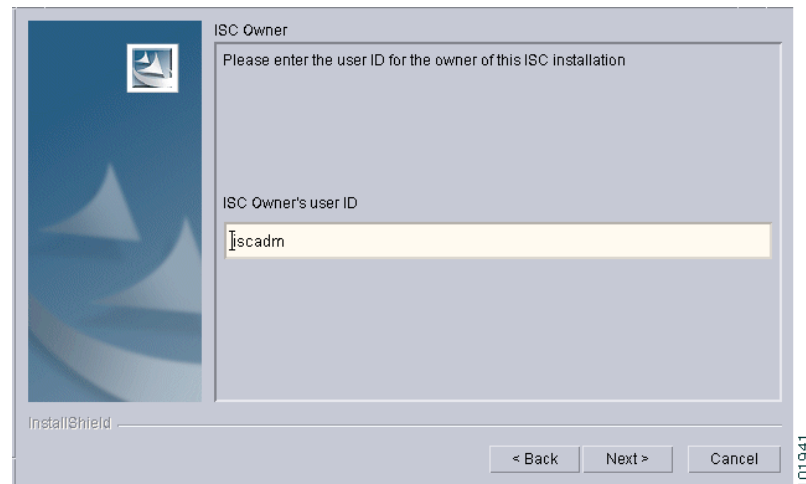 ISC Owner
Please enter the user ID for the owner of this ISC installation
ISC Owner's user ID
iscadm
InstallShield
< Back
Next >
Cancel